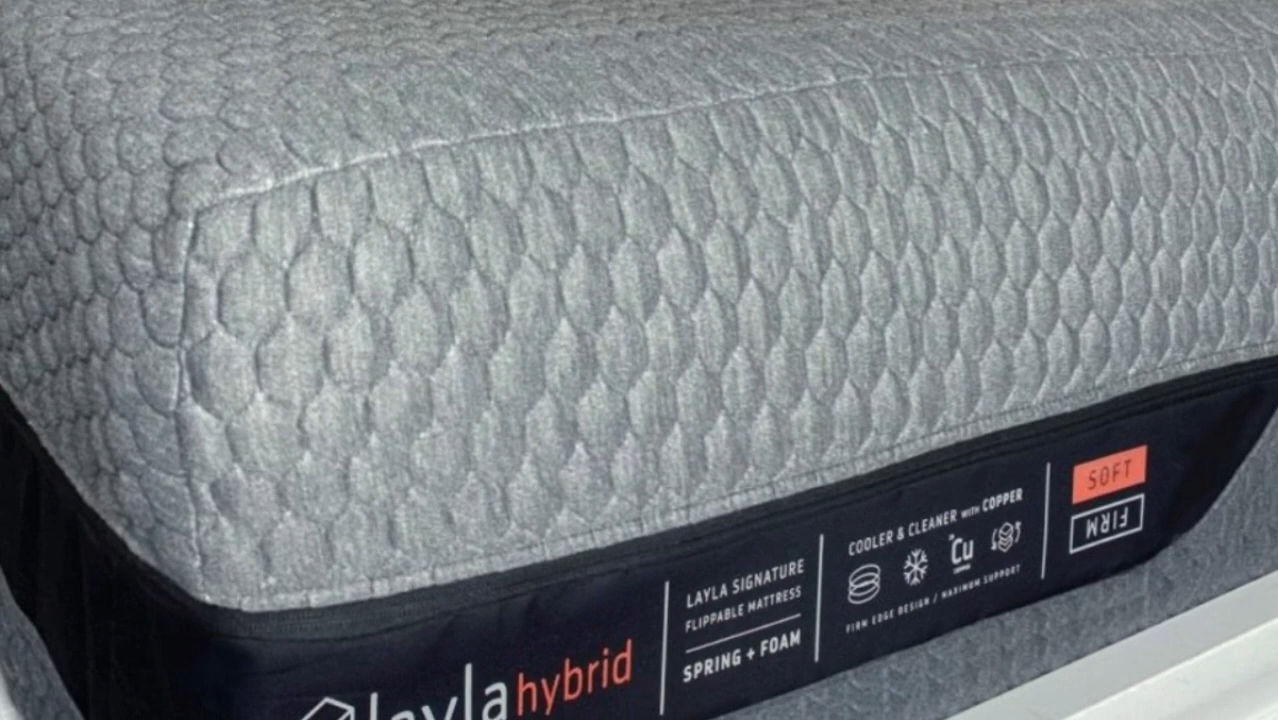 layla hybrid
LAYLA SIGNATURE
FLIPPABLE MATTRESS
SPRING + FOAM
COOLER & CLEANER WITH COPPER
Cu
COPPER
FIRM EDGE DESIGN / MAXIMUM SUPPORT
SOFT
FIRM